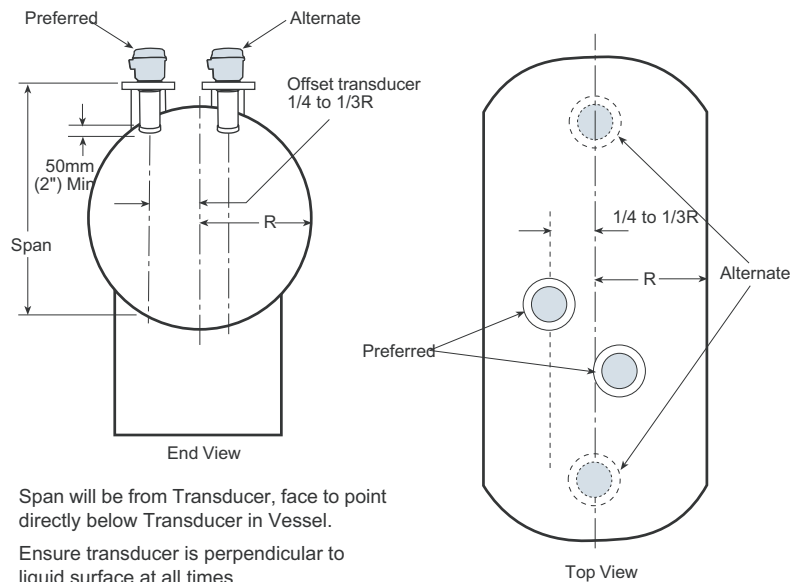 Preferred
Alternate
Offset transducer
1/4 to 1/3R
50mm
(2") Min
R
Span
End View
Span will be from Transducer, face to point
directly below Transducer in Vessel.
Ensure transducer is perpendicular to
liquid surface at all times
1/4 to 1/3R
R
Alternate
Preferred
Top View